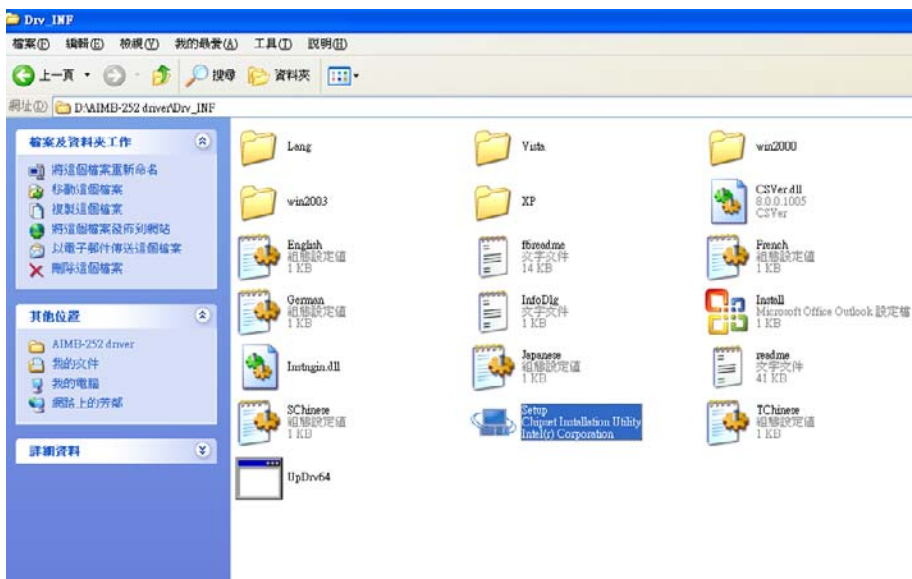 Drv_INF
檔案(F) 編輯(E) 檢視(V) 我的最愛(A) 工具(T) 說明(H)
上一頁 搜尋 資料夾
網址(D) D:\AIMB-252 driver\Drv_INF
檔案及資料夾工作
將這個檔案重新命名
移動這個檔案
複製這個檔案
將這個檔案發佈到網站
以電子郵件傳送這個檔案
刪除這個檔案
其他位置
AIMB-252 driver
我的文件
我的電腦
網路上的芳鄰
詳細資料
Lang
Vista
win2000
win2003
XP
CSVer.dll
8.0.0.1005
CSVer
English
組態設定值
1 KB
ffreadme
文字文件
14 KB
French
組態設定值
1 KB
German
組態設定值
1 KB
InfoDlg
文字文件
1 KB
Install
Microsoft Office Outlook 設定檔
1 KB
Instngin.dll
Japanese
組態設定值
1 KB
readme
文字文件
41 KB
SChinese
組態設定值
1 KB
Setup
Chipset Installation Utility
Intel(r) Corporation
TChinese
組態設定值
1 KB
UpDrv64